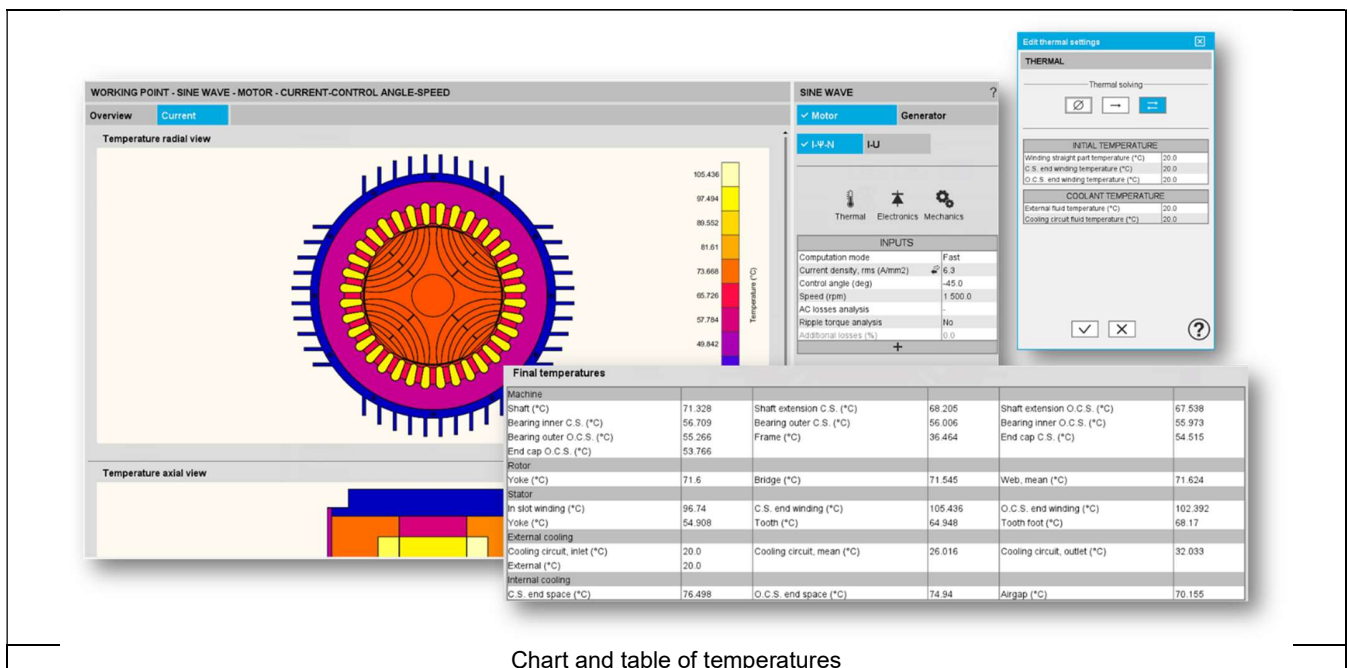 Edit thermal settings
THERMAL
Thermal solving
INITIAL TEMPERATURE
Winding straight part temperature (°C) 20.0
C.S. end winding temperature (°C) 20.0
O.C.S. end winding temperature (°C) 20.0
COOLANT TEMPERATURE
External fluid temperature (°C) 20.0
Cooling circuit fluid temperature (°C) 20.0
?
WORKING POINT - SINE WAVE - MOTOR - CURRENT-CONTROL ANGLE-SPEED
Overview Current
Temperature radial view
105.436
97.494
89.552
81.61
73.668
65.726
57.784
49.842
Temperature (°C)
Temperature axial view
SINE WAVE ?
Motor Generator
I-Ψ-N I-U
Thermal Electronics Mechanics
INPUTS
Computation mode Fast
Current density, rms (A/mm2) 6.3
Control angle (deg) -45.0
Speed (rpm) 1 500.0
AC losses analysis -
Ripple torque analysis No
Additional losses (%) 0.0
+
Final temperatures
Machine
Shaft (°C) 71.328 Shaft extension C.S. (°C) 68.205 Shaft extension O.C.S. (°C) 67.538
Bearing inner C.S. (°C) 56.709 Bearing outer C.S. (°C) 56.006 Bearing inner O.C.S. (°C) 55.973
Bearing outer O.C.S. (°C) 55.266 Frame (°C) 36.464 End cap C.S. (°C) 54.515
End cap O.C.S. (°C) 53.766
Rotor
Yoke (°C) 71.6 Bridge (°C) 71.545 Web, mean (°C) 71.624
Stator
In slot winding (°C) 96.74 C.S. end winding (°C) 105.436 O.C.S. end winding (°C) 102.392
Yoke (°C) 54.908 Tooth (°C) 64.948 Tooth foot (°C) 68.17
External cooling
Cooling circuit, inlet (°C) 20.0 Cooling circuit, mean (°C) 26.016 Cooling circuit, outlet (°C) 32.033
External (°C) 20.0
Internal cooling
C.S. end space (°C) 76.498 O.C.S. end space (°C) 74.94 Airgap (°C) 70.155
Chart and table of temperatures